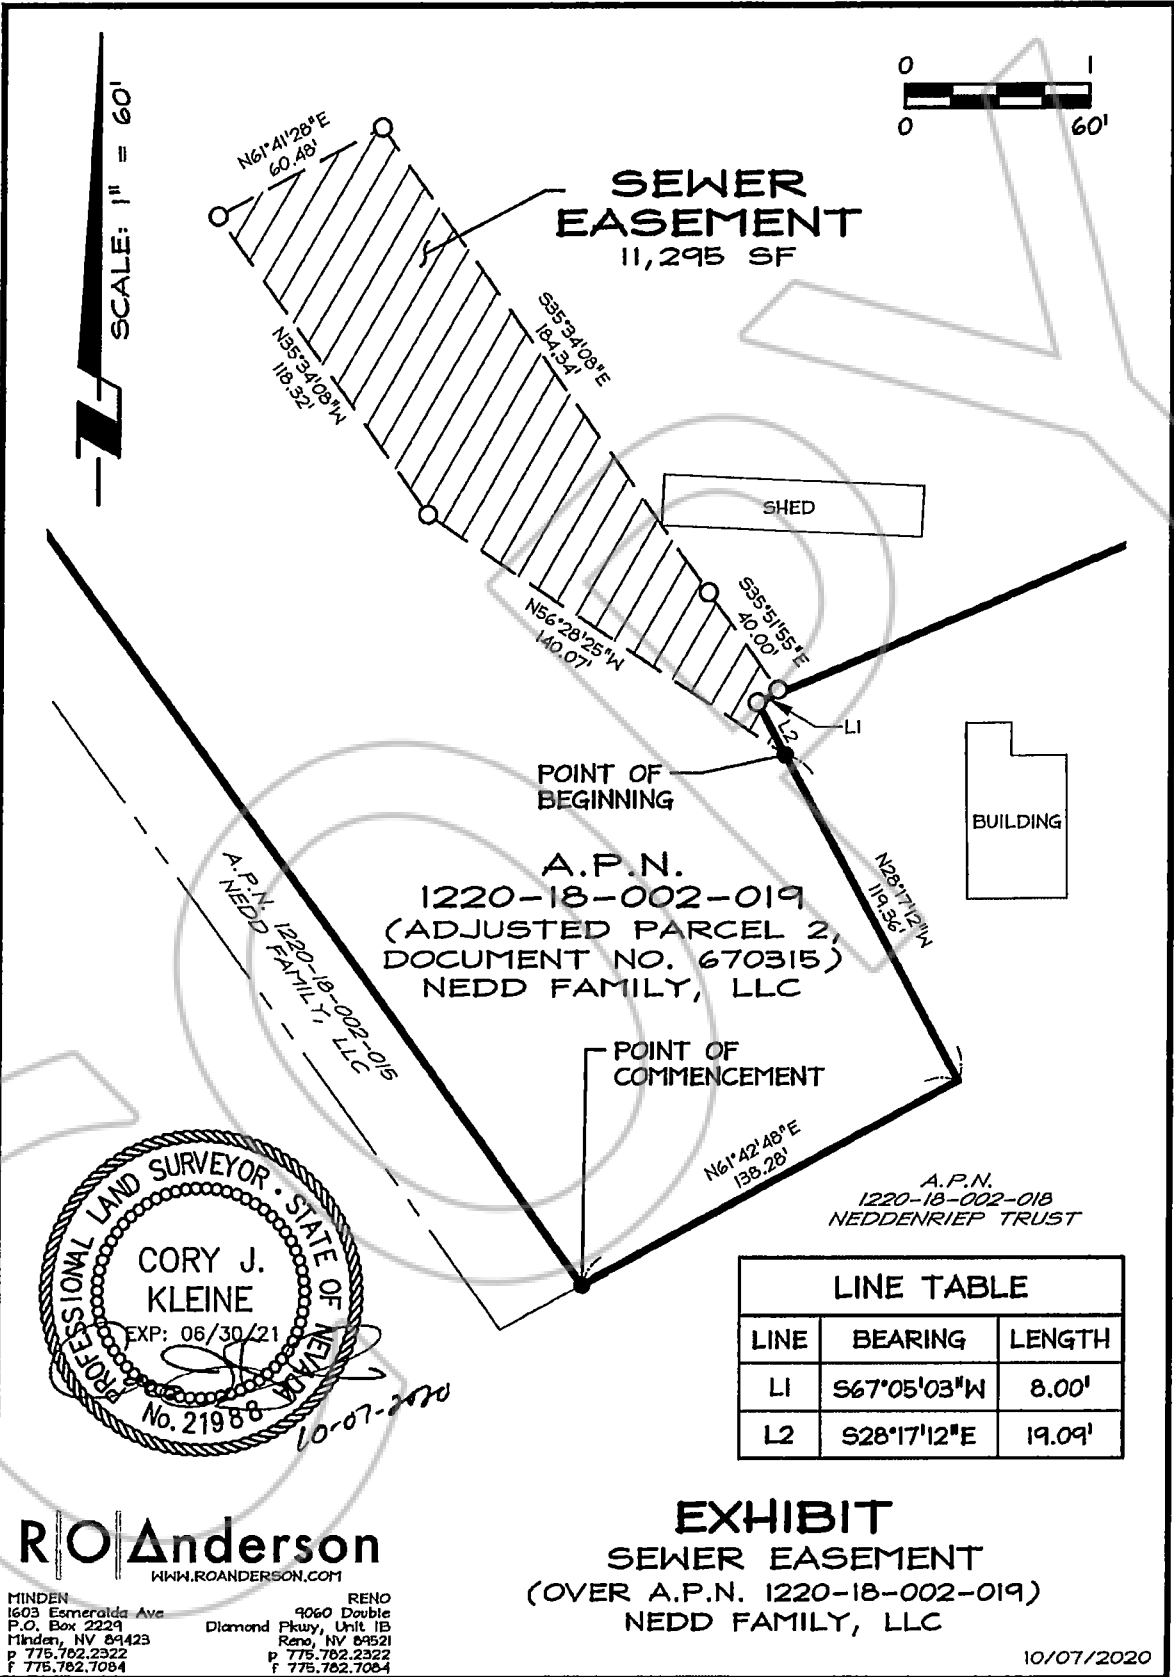 SCALE: 1" = 60'
0 1
0 60'
N61°41'28"E
60.48'
SEWER
EASEMENT
11,295 SF
S35°34'08"E
184.34'
N35°34'08"W
118.32'
SHED
S35°51'55"E
40.00'
N56°28'25"W
140.07'
L1
L2
POINT OF
BEGINNING
BUILDING
A.P.N.
1220-18-002-019
(ADJUSTED PARCEL 2,
DOCUMENT NO. 670315)
NEDD FAMILY, LLC
N28°17'12"W
119.36'
A.P.N. 1220-18-002-015
NEDD FAMILY, LLC
POINT OF
COMMENCEMENT
N61°42'48"E
138.28'
A.P.N.
1220-18-002-018
NEDDENRIEP TRUST
PROFESSIONAL LAND SURVEYOR · STATE OF NEVADA
CORY J.
KLEINE
EXP: 06/30/21
No. 21988
10-07-2020
LINE TABLE
LINE BEARING LENGTH
L1 S67°05'03"W 8.00'
L2 S28°17'12"E 19.09'
R|O|Anderson
WWW.ROANDERSON.COM
MINDEN
1603 Esmeralda Ave
P.O. Box 2229
Minden, NV 89423
p 775.782.2322
f 775.782.7084
RENO
9060 Double
Diamond Pkwy, Unit 1B
Reno, NV 89521
p 775.782.2322
f 775.782.7084
EXHIBIT
SEWER EASEMENT
(OVER A.P.N. 1220-18-002-019)
NEDD FAMILY, LLC
10/07/2020
COPY